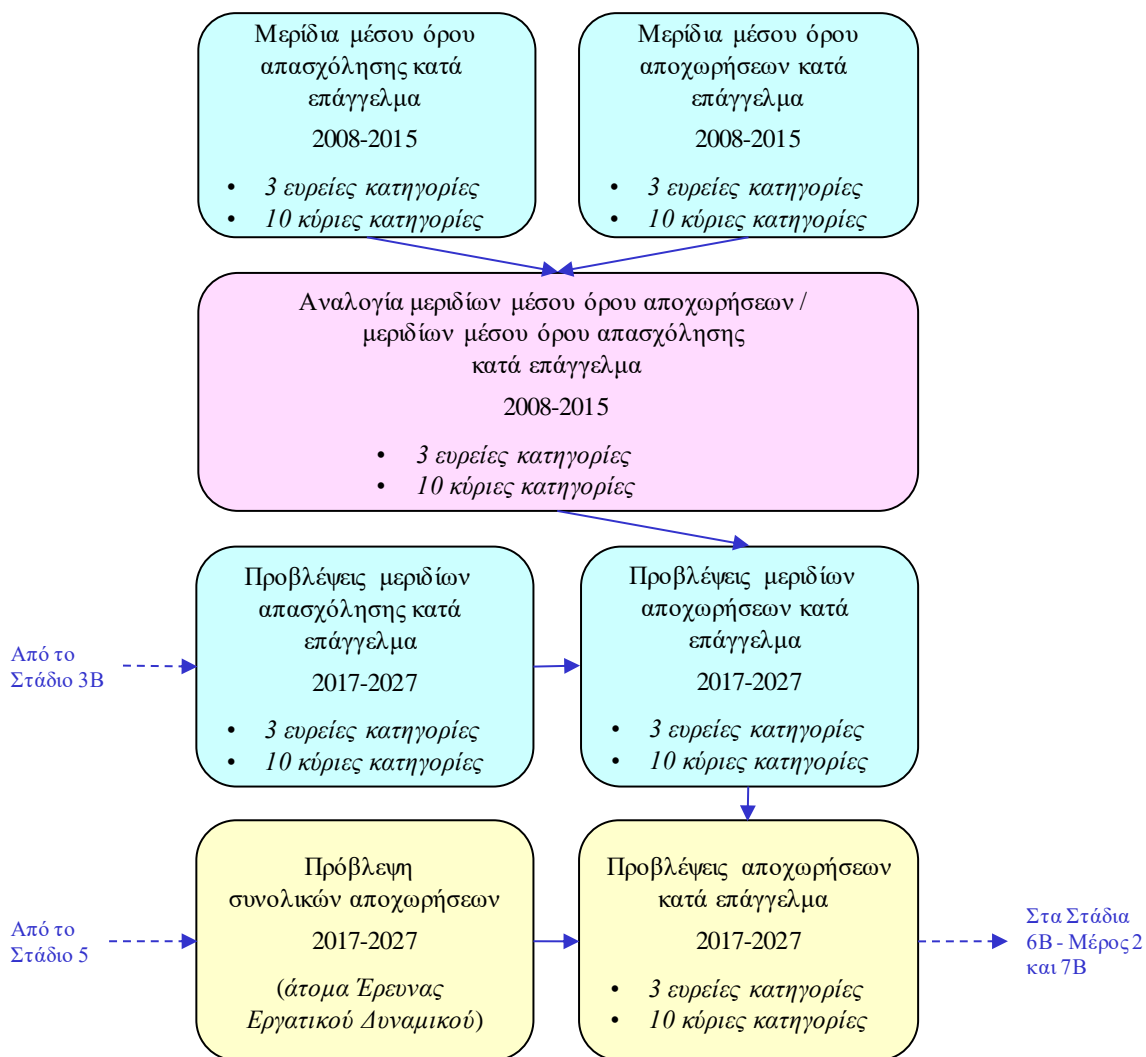 Μερίδια μέσου όρου
απασχόλησης κατά
επάγγελμα
2008-2015
• 3 ευρείες κατηγορίες
• 10 κύριες κατηγορίες
Μερίδια μέσου όρου
αποχωρήσεων κατά
επάγγελμα
2008-2015
• 3 ευρείες κατηγορίες
• 10 κύριες κατηγορίες
Αναλογία μεριδίων μέσου όρου αποχωρήσεων /
μεριδίων μέσου όρου απασχόλησης
κατά επάγγελμα
2008-2015
• 3 ευρείες κατηγορίες
• 10 κύριες κατηγορίες
Από το
Στάδιο 3Β
Προβλέψεις μεριδίων
απασχόλησης κατά
επάγγελμα
2017-2027
• 3 ευρείες κατηγορίες
• 10 κύριες κατηγορίες
Προβλέψεις μεριδίων
αποχωρήσεων κατά
επάγγελμα
2017-2027
• 3 ευρείες κατηγορίες
• 10 κύριες κατηγορίες
Από το
Στάδιο 5
Πρόβλεψη
συνολικών αποχωρήσεων
2017-2027
(άτομα Έρευνας
Εργατικού Δυναμικού)
Προβλέψεις αποχωρήσεων
κατά επάγγελμα
2017-2027
• 3 ευρείες κατηγορίες
• 10 κύριες κατηγορίες
Στα Στάδια
6Β - Μέρος 2
και 7Β